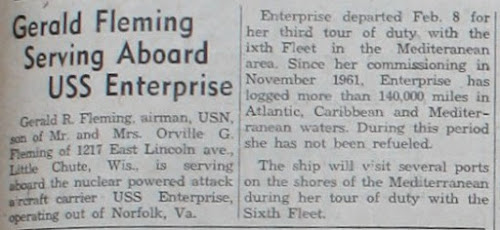 Gerald Fleming
Serving Aboard
USS Enterprise
Gerald R. Fleming, airman, USN,
son of Mr. and Mrs. Orville G.
Fleming of 1217 East Lincoln ave.,
Little Chute, Wis., is serving
aboard the nuclear powered attack
aircraft carrier USS Enterprise,
operating out of Norfolk, Va.
Enterprise departed Feb. 8 for
her third tour of duty with the
ixth Fleet in the Mediterranean
area. Since her commissioning in
November 1961, Enterprise has
logged more than 140,000 miles in
Atlantic, Caribbean and Mediter-
ranean waters. During this period
she has not been refueled.
The ship will visit several ports
on the shores of the Mediterranean
during her tour of duty with the
Sixth Fleet.